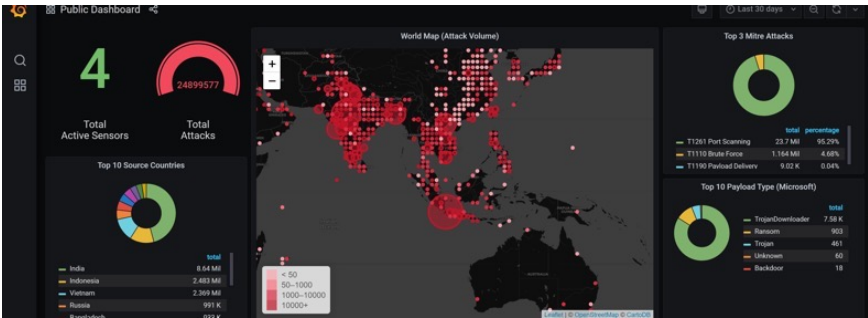 Public Dashboard
Last 30 days
4
Total
Active Sensors
24899577
Total
Attacks
World Map (Attack Volume)
+
−
< 50
50–1000
1000–10000
10000+
Leaflet | © OpenStreetMap © CartoDB
Top 3 Mitre Attacks
total percentage
T1261 Port Scanning 23.7 Mil 95.29%
T1110 Brute Force 1.164 Mil 4.68%
T1190 Payload Delivery 9.02 K 0.04%
Top 10 Source Countries
total
India 8.64 Mil
Indonesia 2.483 Mil
Vietnam 2.369 Mil
Russia 991 K
Bangladesh 933 K
Top 10 Payload Type (Microsoft)
total
TrojanDownloader 7.58 K
Ransom 903
Trojan 461
Unknown 60
Backdoor 18